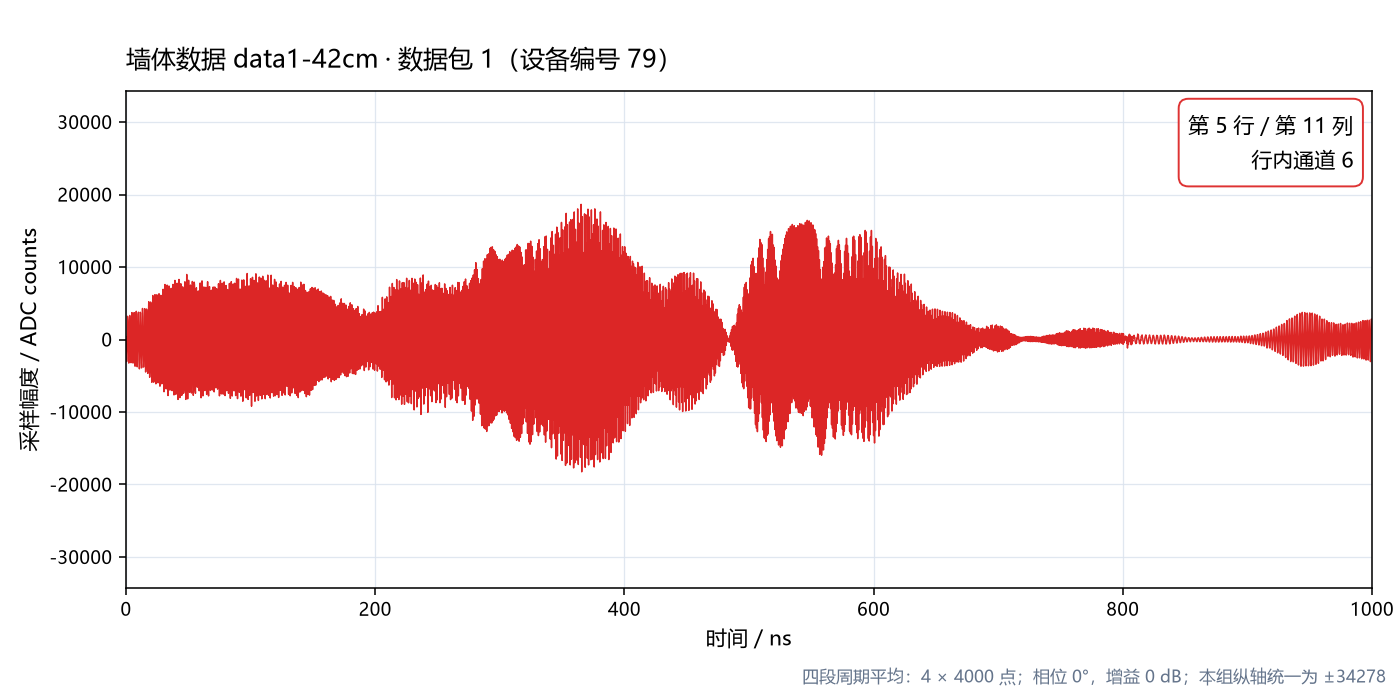 墙体数据 data1-42cm · 数据包 1（设备编号 79）
第 5 行 / 第 11 列
行内通道 6
采样幅度 / ADC counts
30000
20000
10000
0
-10000
-20000
-30000
0 200 400 600 800 1000
时间 / ns
四段周期平均：4 × 4000 点；相位 0°，增益 0 dB；本组纵轴统一为 ±34278